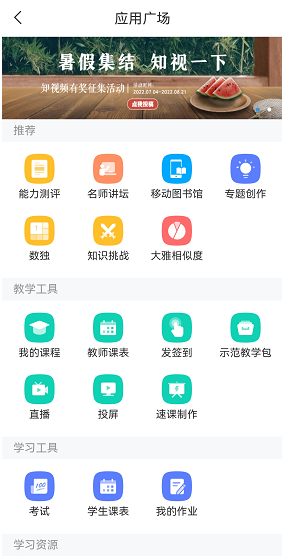 应用广场
暑假集结 知视一下
知视频有奖征集活动
活动时间
2022.07.04-2022.08.21
点我投稿
推荐
能力测评 名师讲坛 移动图书馆 专题创作
数独 知识挑战 大雅相似度
教学工具
我的课程 教师课表 发签到 示范教学包
直播 投屏 速课制作
学习工具
100
考试 学生课表 我的作业
学习资源